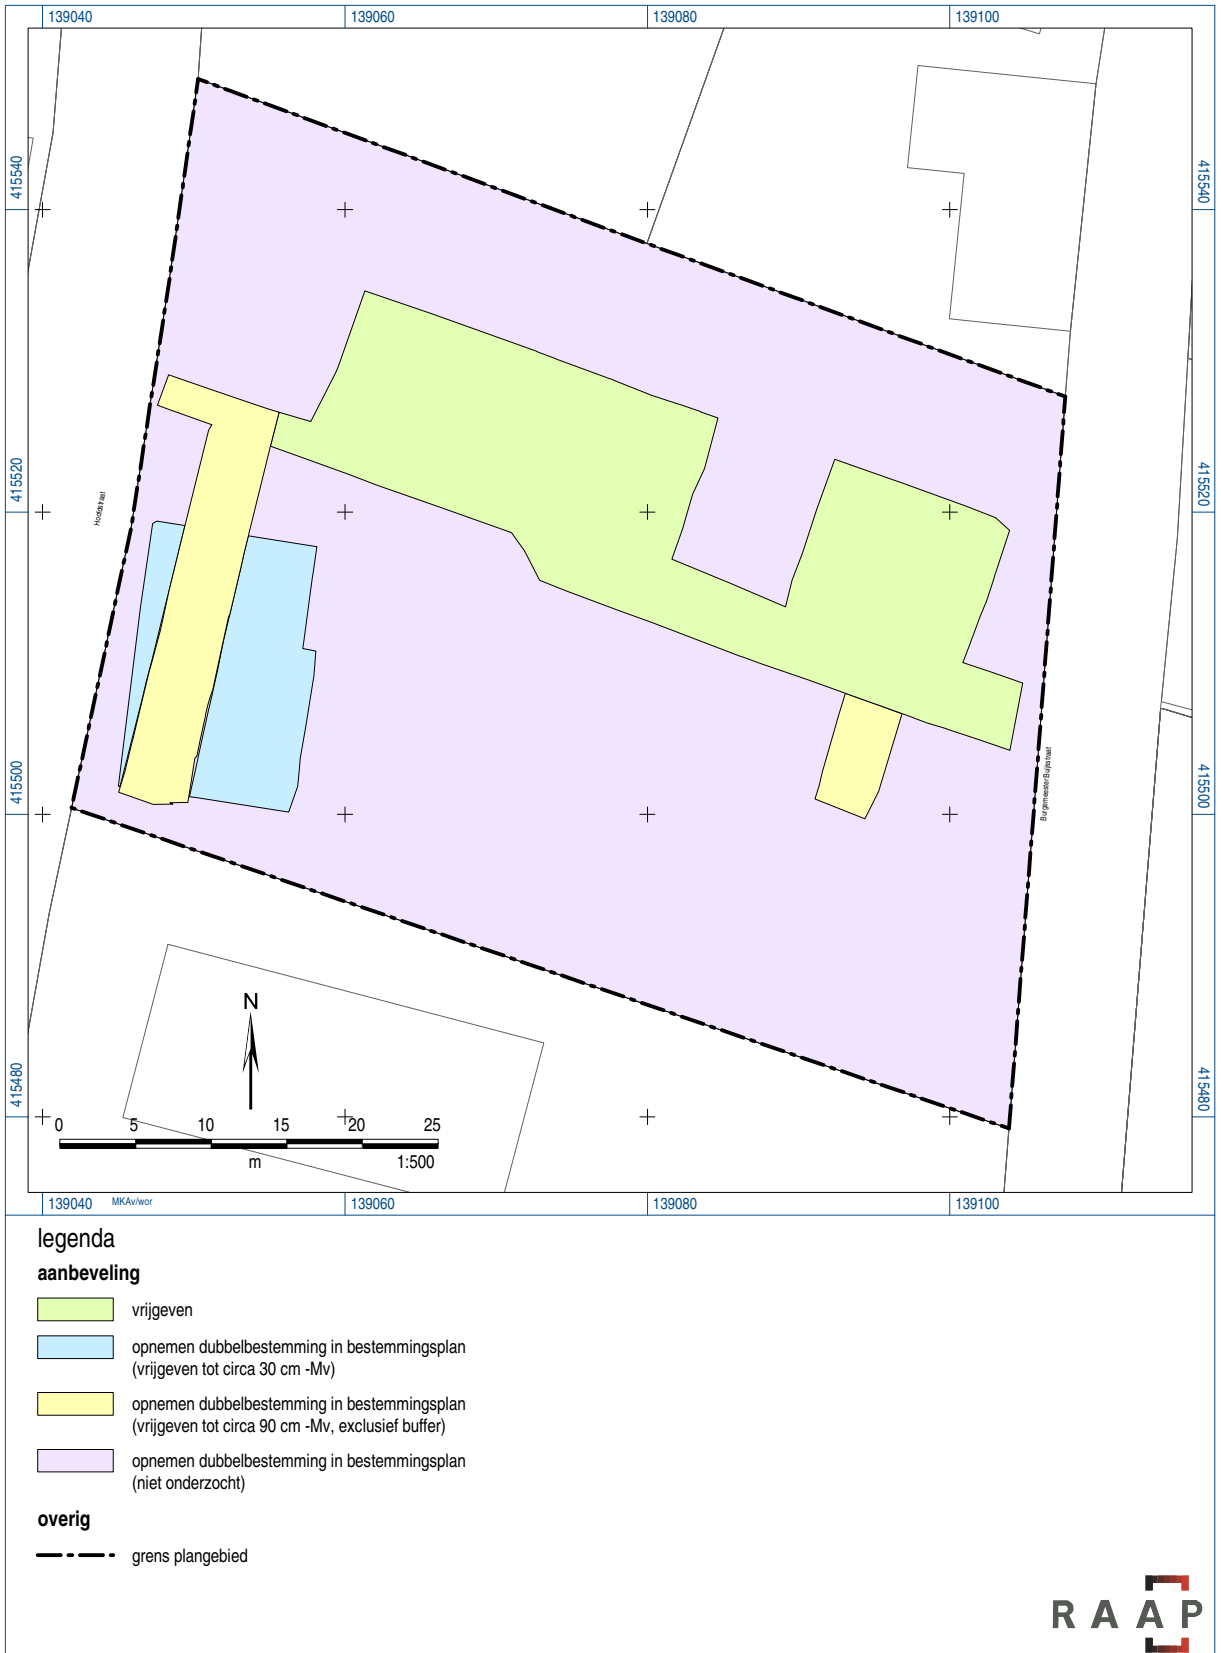 139040
139060
139080
139100
415540
415540
415520
415520
Hoofdstraat
Burgemeester Buijsstraat
415500
415500
415480
415480
N
0 5 10 15 20 25
m 1:500
139040
MKAv/wor
139060
139080
139100
legenda
aanbeveling
vrijgeven
opnemen dubbelbestemming in bestemmingsplan
(vrijgeven tot circa 30 cm -Mv)
opnemen dubbelbestemming in bestemmingsplan
(vrijgeven tot circa 90 cm -Mv, exclusief buffer)
opnemen dubbelbestemming in bestemmingsplan
(niet onderzocht)
overig
grens plangebied
RAAP